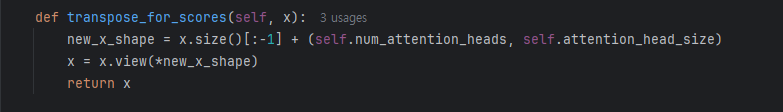 def transpose_for_scores(self, x): 3 usages
    new_x_shape = x.size()[:-1] + (self.num_attention_heads, self.attention_head_size)
    x = x.view(*new_x_shape)
    return x